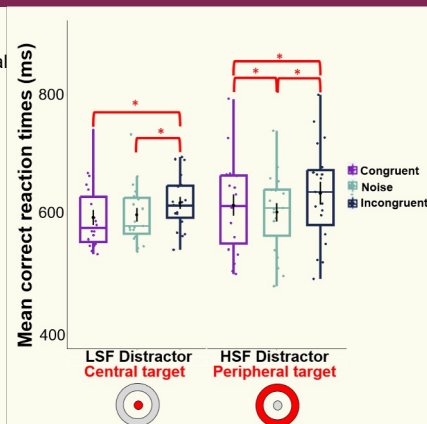 al
Mean correct reaction times (ms)
800
600
400
*
*
*
*
*
Congruent
Noise
Incongruent
LSF Distractor
HSF Distractor
Central target
Peripheral target